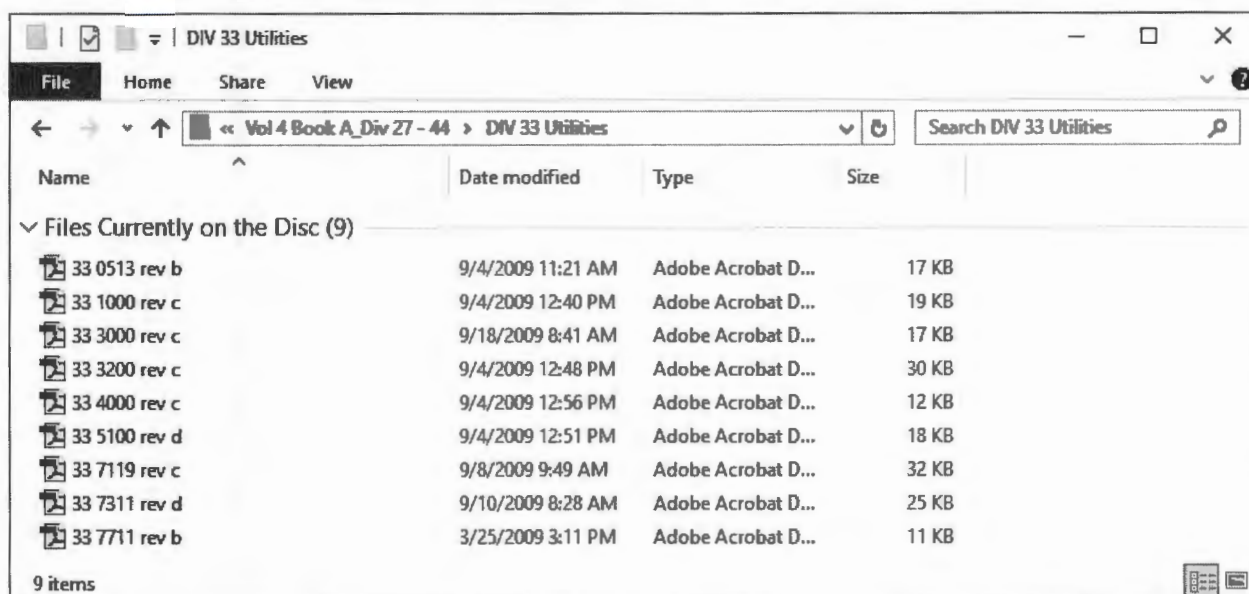 DIV 33 Utilities
File Home Share View
« Vol 4 Book A_Div 27 - 44 > DIV 33 Utilities Search DIV 33 Utilities
Name Date modified Type Size
Files Currently on the Disc (9)
33 0513 rev b 9/4/2009 11:21 AM Adobe Acrobat D... 17 KB
33 1000 rev c 9/4/2009 12:40 PM Adobe Acrobat D... 19 KB
33 3000 rev c 9/18/2009 8:41 AM Adobe Acrobat D... 17 KB
33 3200 rev c 9/4/2009 12:48 PM Adobe Acrobat D... 30 KB
33 4000 rev c 9/4/2009 12:56 PM Adobe Acrobat D... 12 KB
33 5100 rev d 9/4/2009 12:51 PM Adobe Acrobat D... 18 KB
33 7119 rev c 9/8/2009 9:49 AM Adobe Acrobat D... 32 KB
33 7311 rev d 9/10/2009 8:28 AM Adobe Acrobat D... 25 KB
33 7711 rev b 3/25/2009 3:11 PM Adobe Acrobat D... 11 KB
9 items